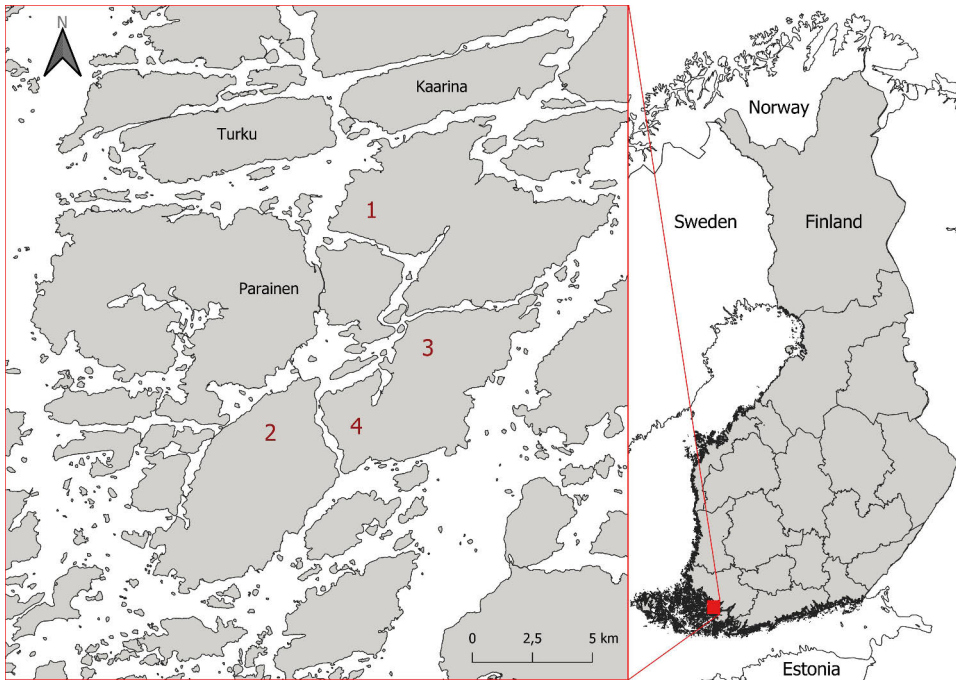 N
Kaarina
Turku
1
Parainen
3
2
4
0 2,5 5 km
Norway
Sweden
Finland
Estonia